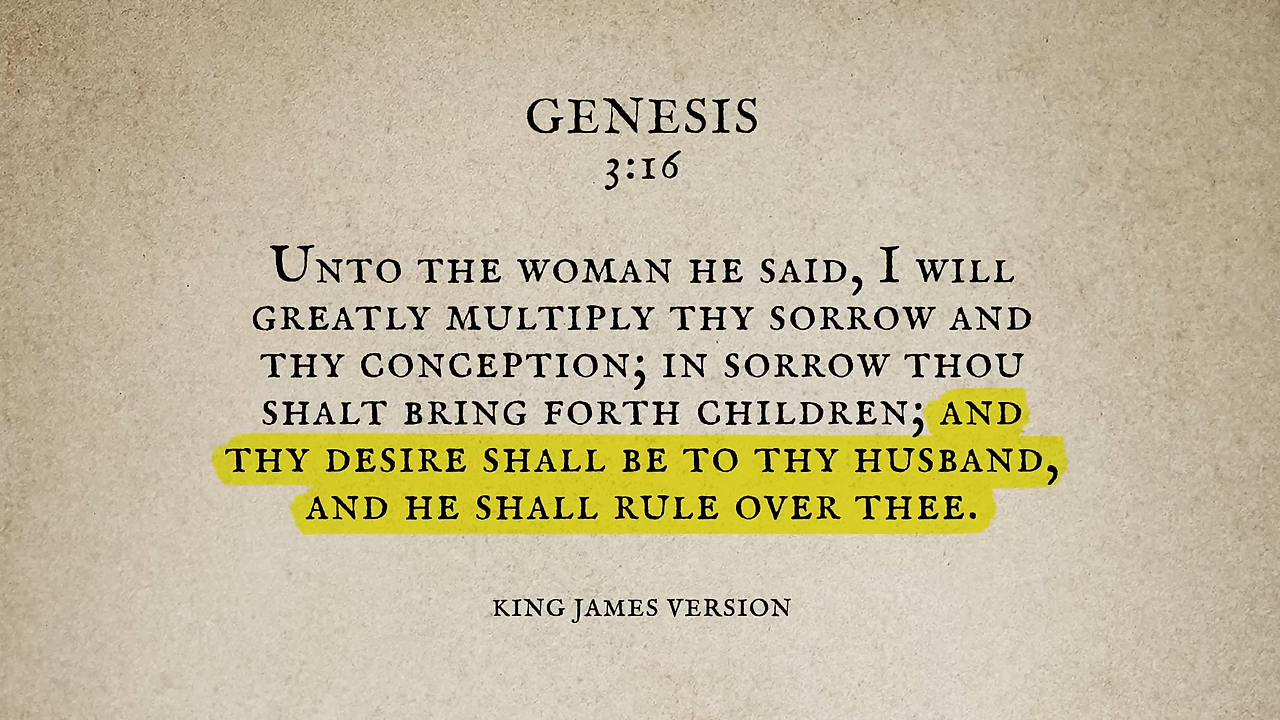 GENESIS
3:16
UNTO THE WOMAN HE SAID, I WILL
GREATLY MULTIPLY THY SORROW AND
THY CONCEPTION; IN SORROW THOU
SHALT BRING FORTH CHILDREN; AND
THY DESIRE SHALL BE TO THY HUSBAND,
AND HE SHALL RULE OVER THEE.
KING JAMES VERSION